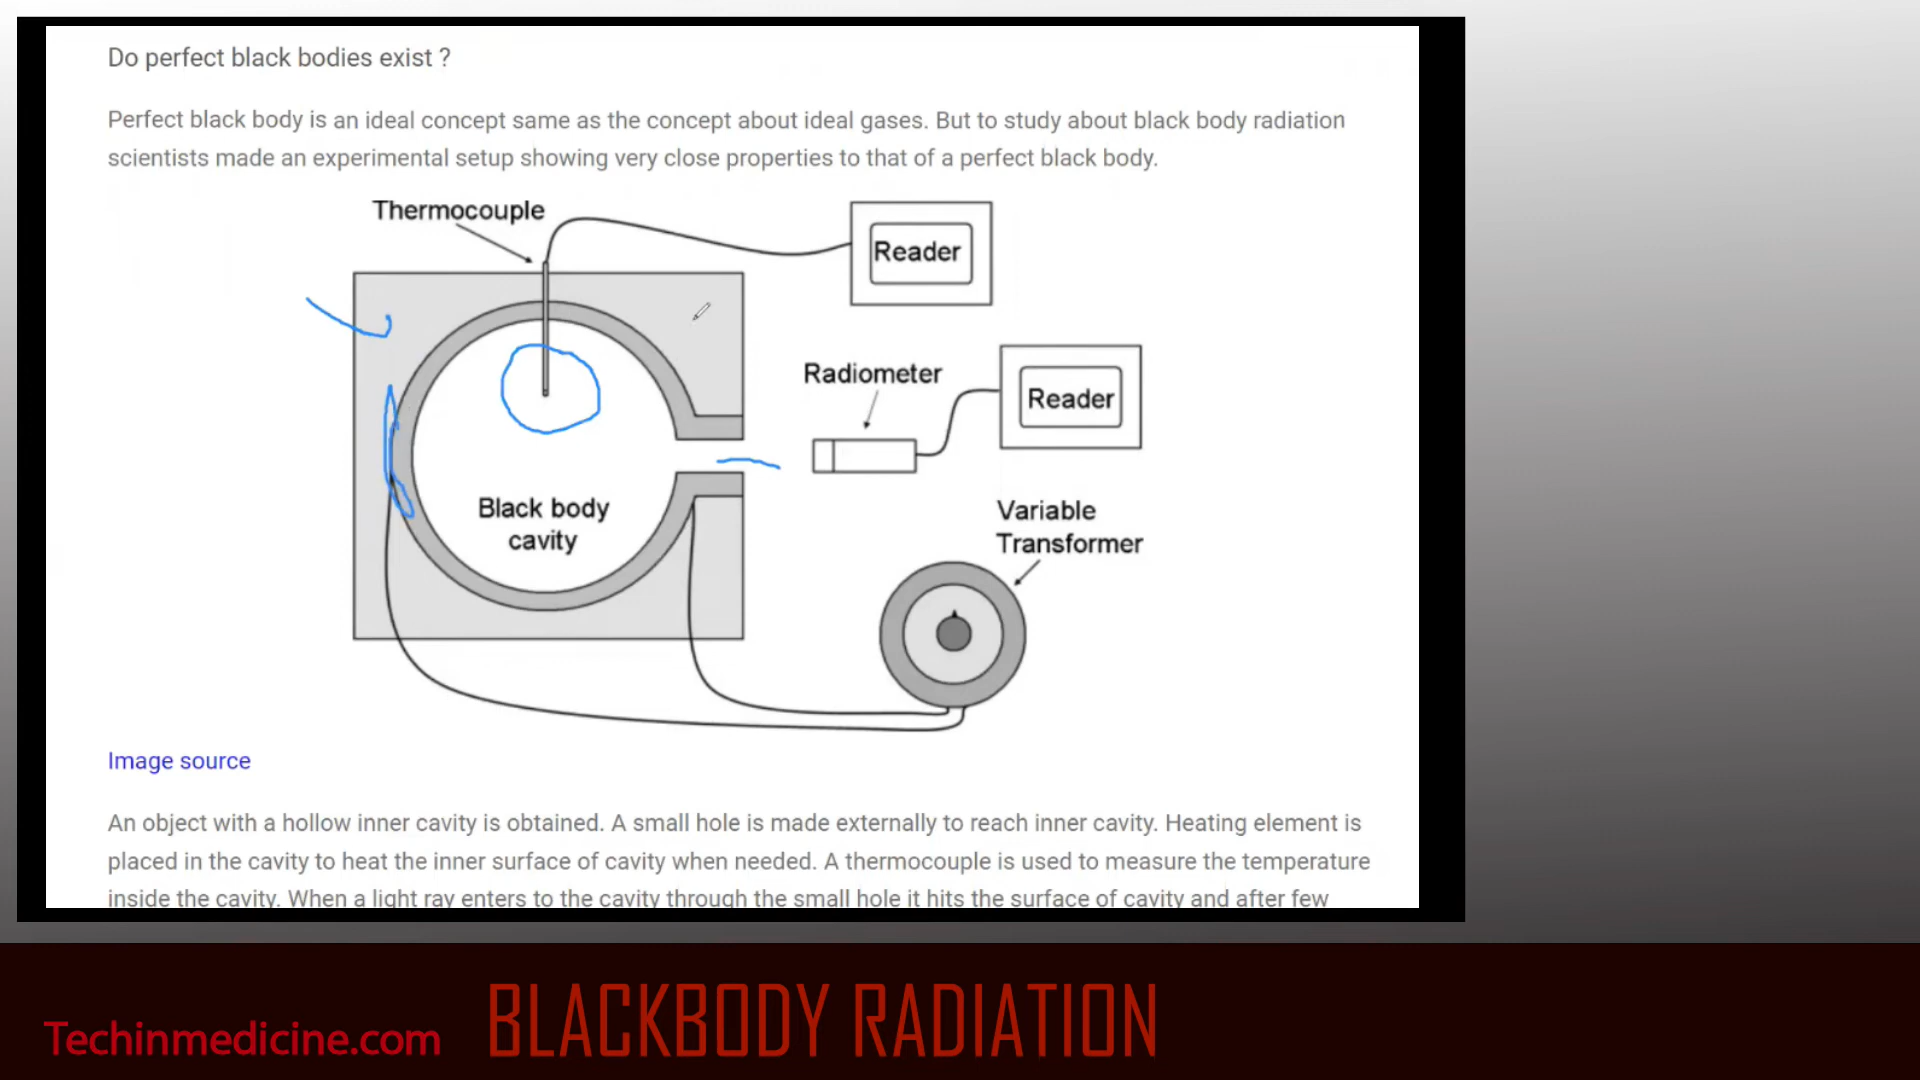 Do perfect black bodies exist ?
Perfect black body is an ideal concept same as the concept about ideal gases. But to study about black body radiation
scientists made an experimental setup showing very close properties to that of a perfect black body.
Thermocouple
Reader
Radiometer
Reader
Black body
cavity
Variable
Transformer
Image source
An object with a hollow inner cavity is obtained. A small hole is made externally to reach inner cavity. Heating element is
placed in the cavity to heat the inner surface of cavity when needed. A thermocouple is used to measure the temperature
inside the cavity. When a light ray enters to the cavity through the small hole it hits the surface of cavity and after few
Techinmedicine.com
BLACKBODY RADIATION